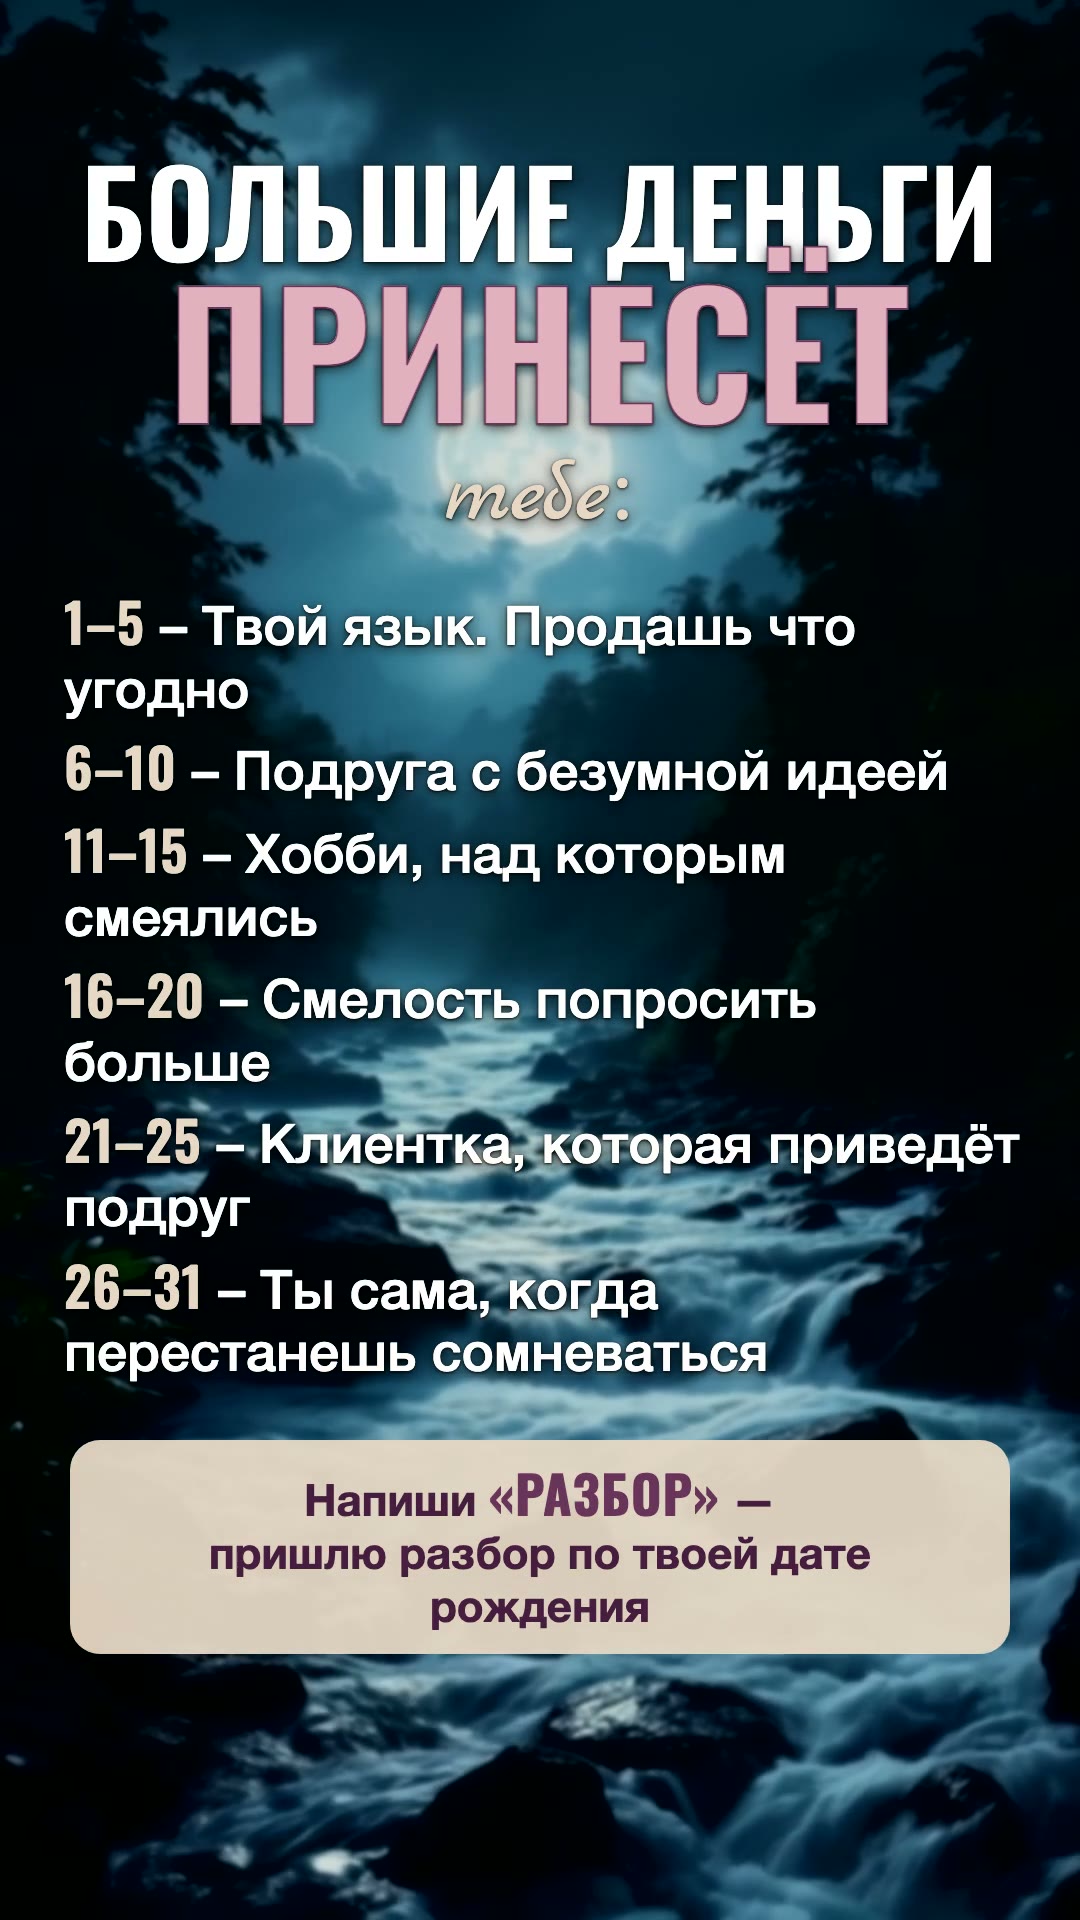 БОЛЬШИЕ ДЕНЬГИ
ПРИНЕСЁТ
тебе:
1–5 – Твой язык. Продашь что
угодно
6–10 – Подруга с безумной идеей
11–15 – Хобби, над которым
смеялись
16–20 – Смелость попросить
больше
21–25 – Клиентка, которая приведёт
подруг
26–31 – Ты сама, когда
перестанешь сомневаться
Напиши «РАЗБОР» —
пришлю разбор по твоей дате
рождения